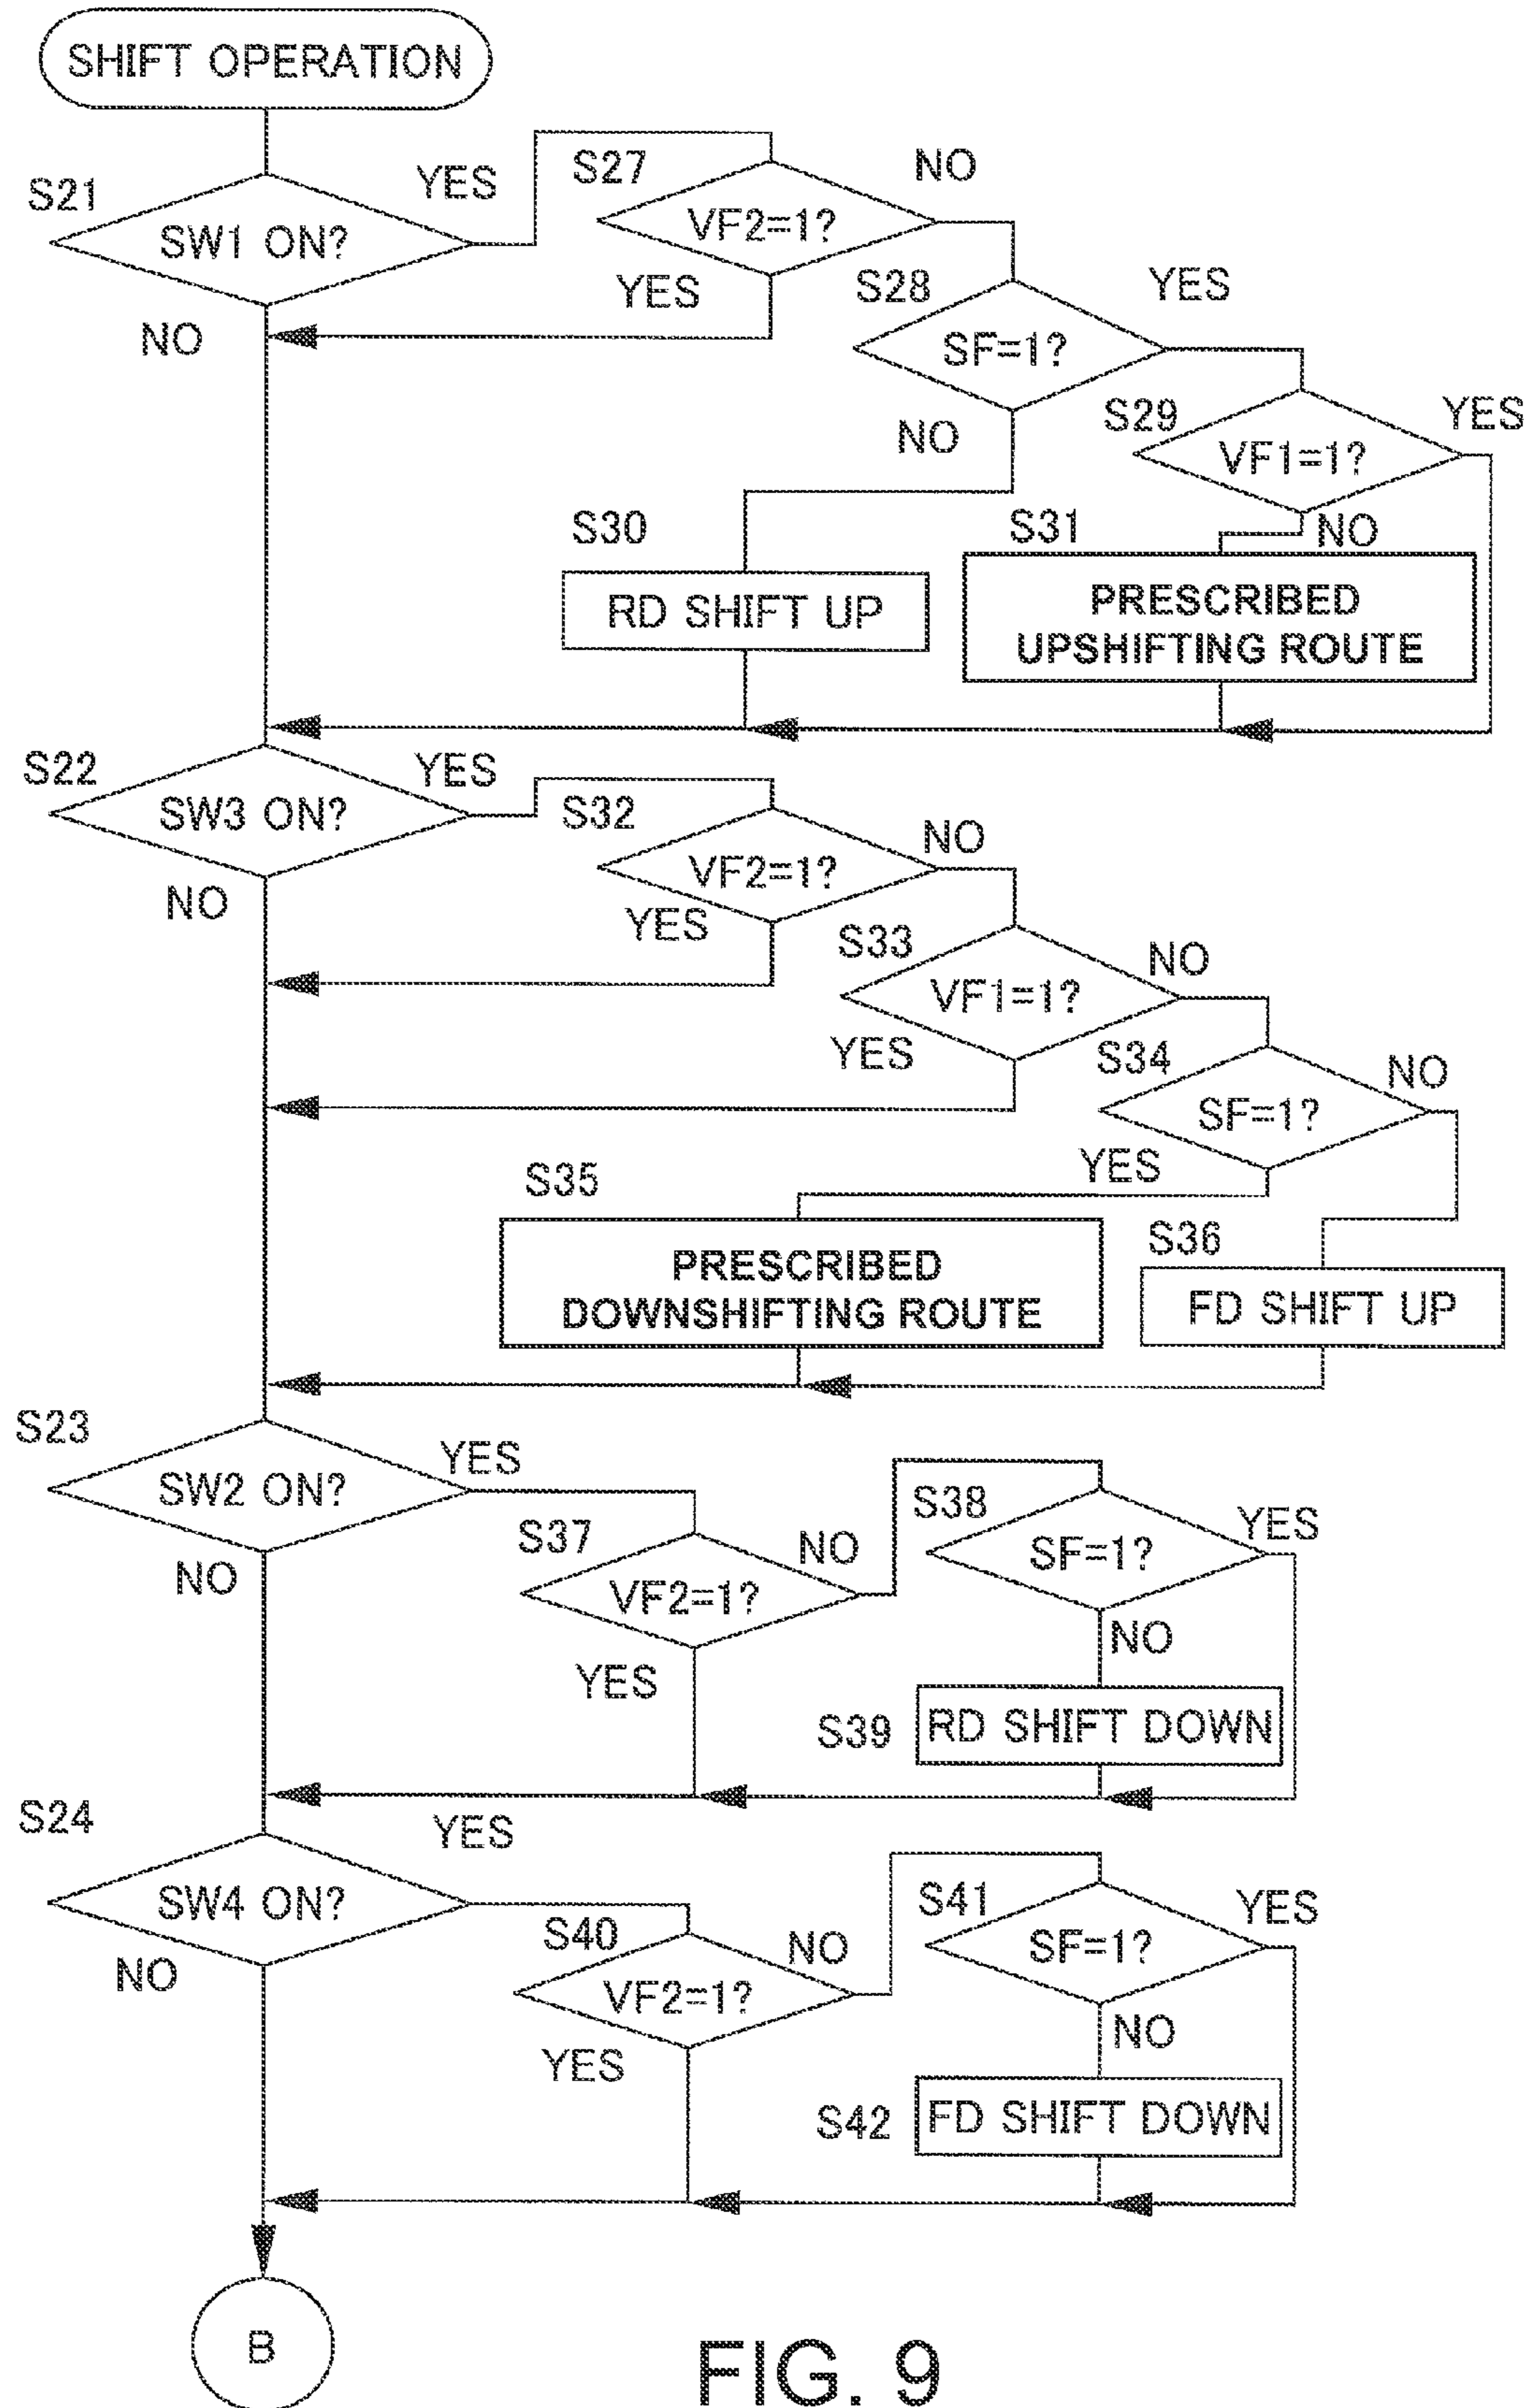 SHIFT OPERATION
S21
SW1 ON?
YES
NO
S27
VF2=1?
NO
YES
S28
SF=1?
YES
NO
S29
VF1=1?
YES
NO
S30
RD SHIFT UP
S31
PRESCRIBED
UPSHIFTING ROUTE
S22
SW3 ON?
YES
NO
S32
VF2=1?
NO
YES
S33
VF1=1?
NO
YES
S34
SF=1?
NO
YES
S35
PRESCRIBED
DOWNSHIFTING ROUTE
S36
FD SHIFT UP
S23
SW2 ON?
YES
NO
S37
VF2=1?
NO
YES
S38
SF=1?
YES
NO
S39
RD SHIFT DOWN
S24
SW4 ON?
YES
NO
S40
VF2=1?
NO
YES
S41
SF=1?
YES
NO
S42
FD SHIFT DOWN
B
FIG. 9